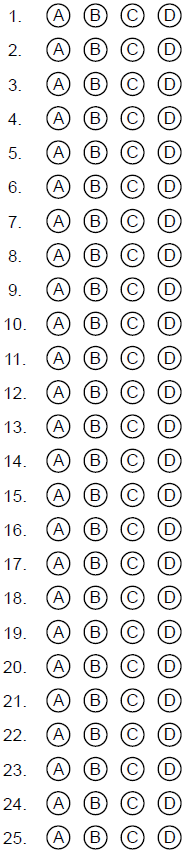 1. A B C D
2. A B C D
3. A B C D
4. A B C D
5. A B C D
6. A B C D
7. A B C D
8. A B C D
9. A B C D
10. A B C D
11. A B C D
12. A B C D
13. A B C D
14. A B C D
15. A B C D
16. A B C D
17. A B C D
18. A B C D
19. A B C D
20. A B C D
21. A B C D
22. A B C D
23. A B C D
24. A B C D
25. A B C D